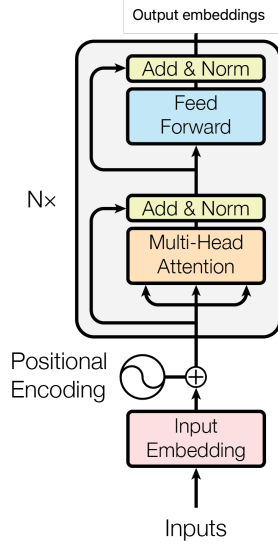 Output embeddings
Add & Norm
Feed
Forward
N×
Add & Norm
Multi-Head
Attention
Positional
Encoding
Input
Embedding
Inputs